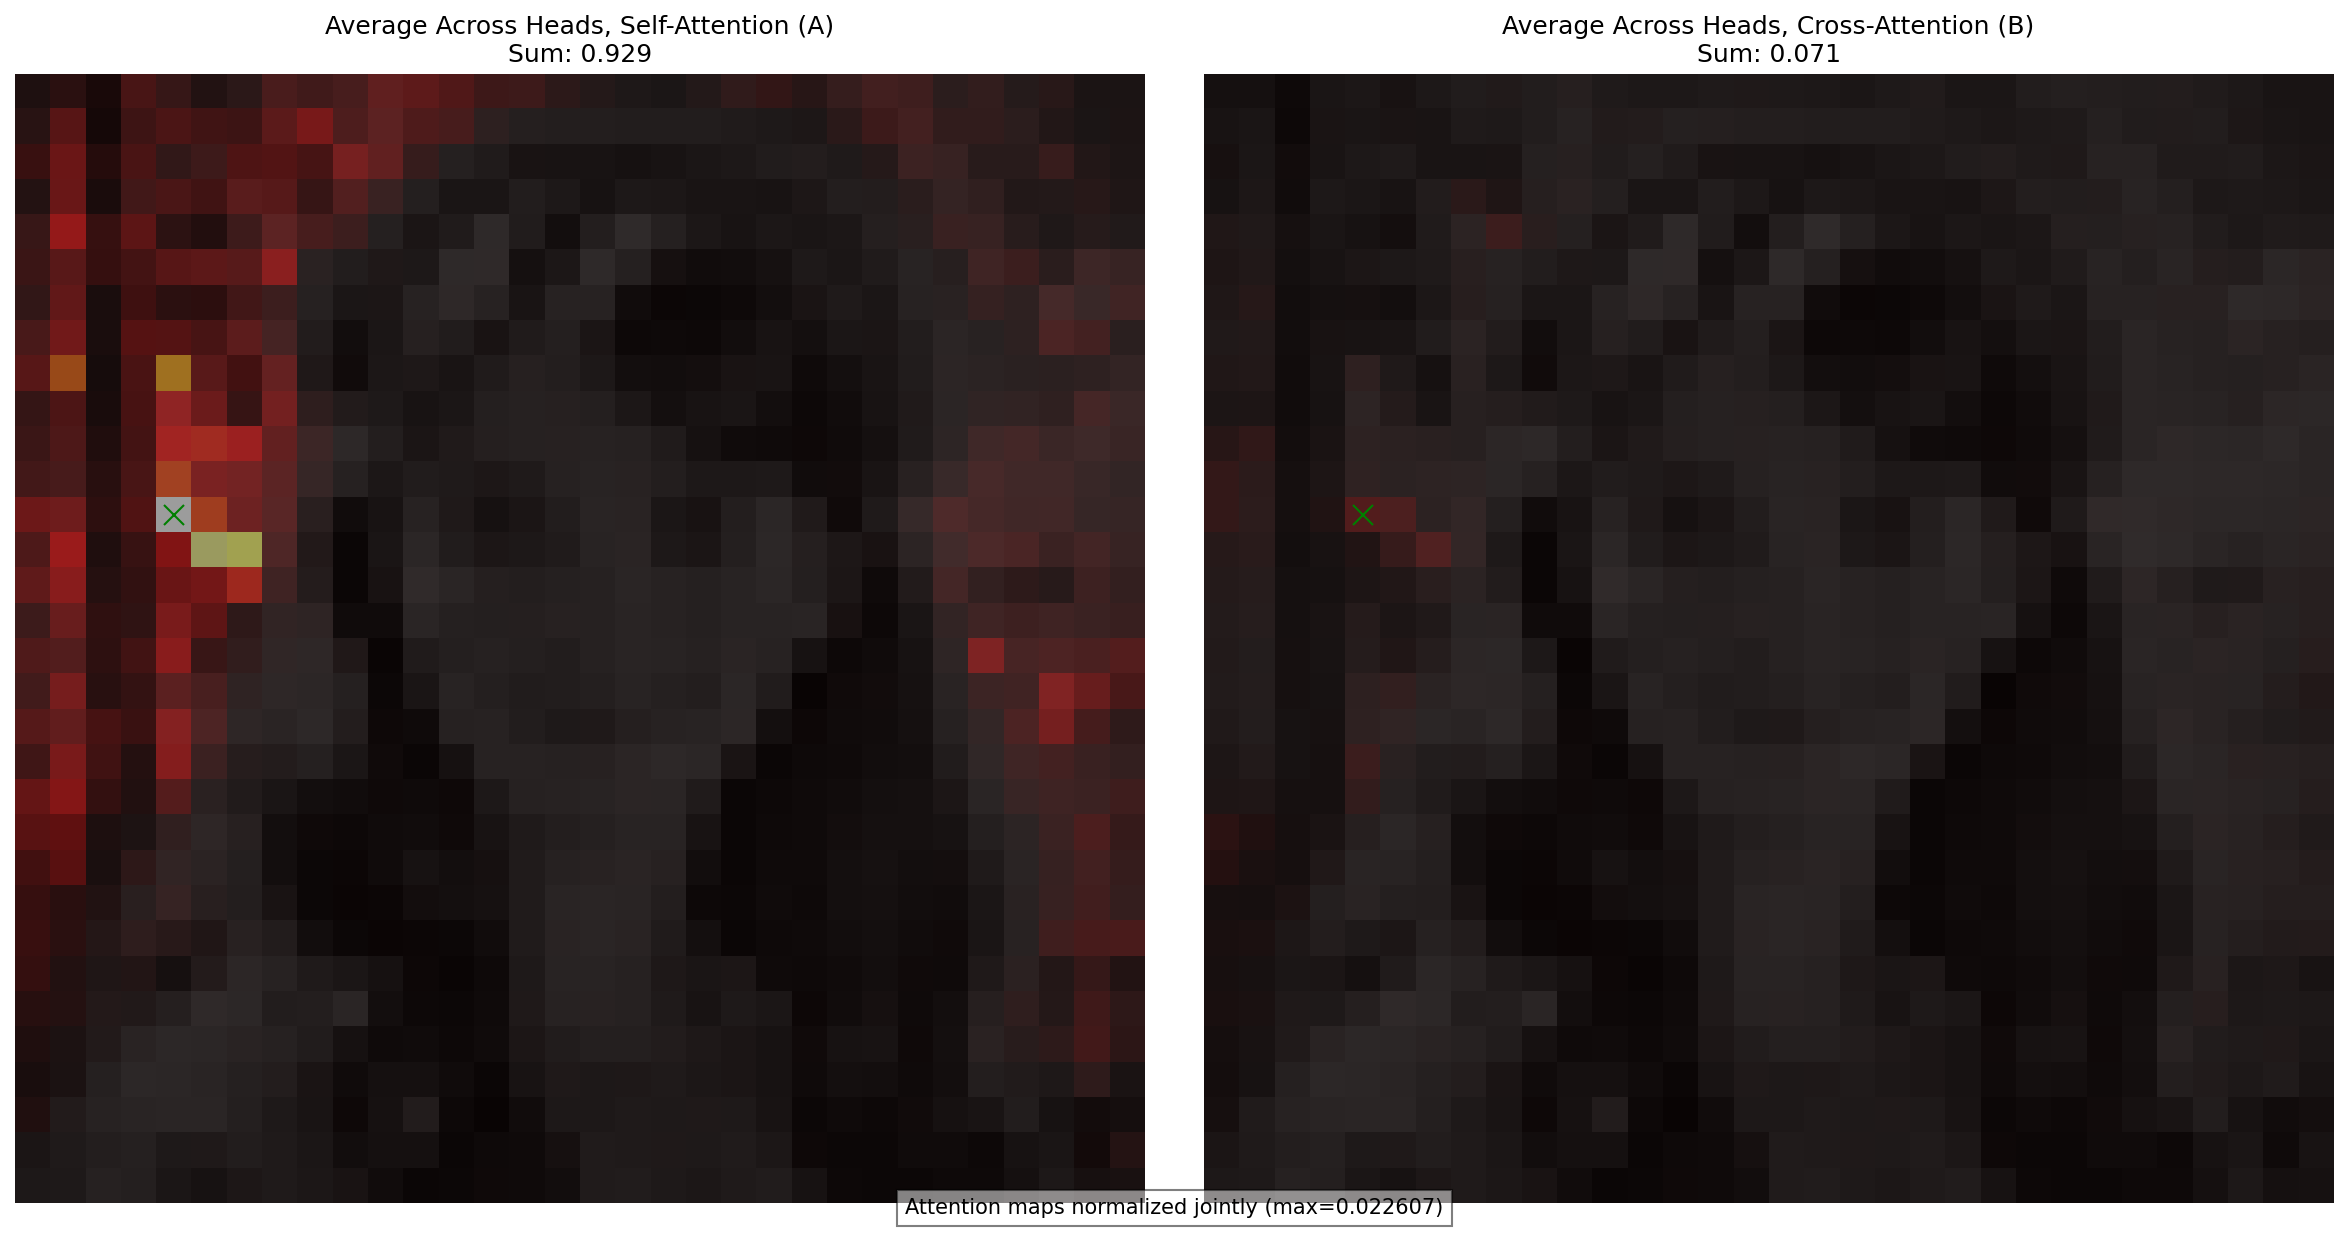 Average Across Heads, Self-Attention (A)
Sum: 0.929
Average Across Heads, Cross-Attention (B)
Sum: 0.071
Attention maps normalized jointly (max=0.022607)